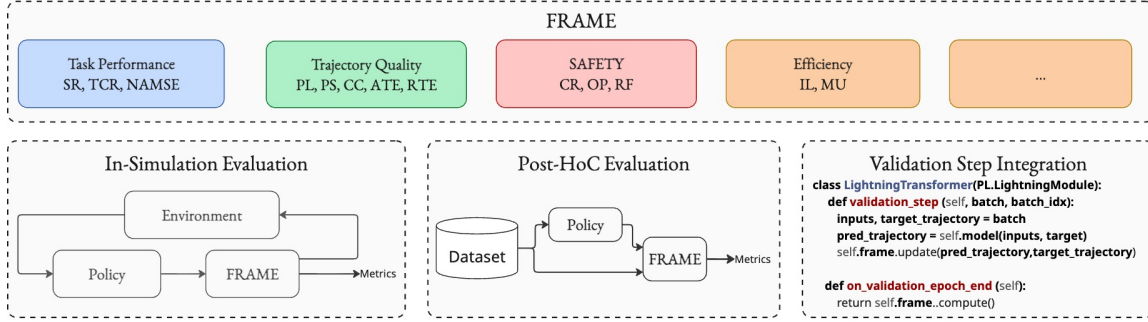 FRAME
Task Performance
SR, TCR, NAMSE
Trajectory Quality
PL, PS, CC, ATE, RTE
SAFETY
CR, OP, RF
Efficiency
IL, MU
...
In-Simulation Evaluation
Environment
Policy
FRAME
Metrics
Post-HoC Evaluation
Dataset
Policy
FRAME
Metrics
Validation Step Integration
class LightningTransformer(PL.LightningModule):
def validation_step (self, batch, batch_idx):
inputs, target_trajectory = batch
pred_trajectory = self.model(inputs, target)
self.frame.update(pred_trajectory,target_trajectory)
def on_validation_epoch_end (self):
return self.frame..compute()